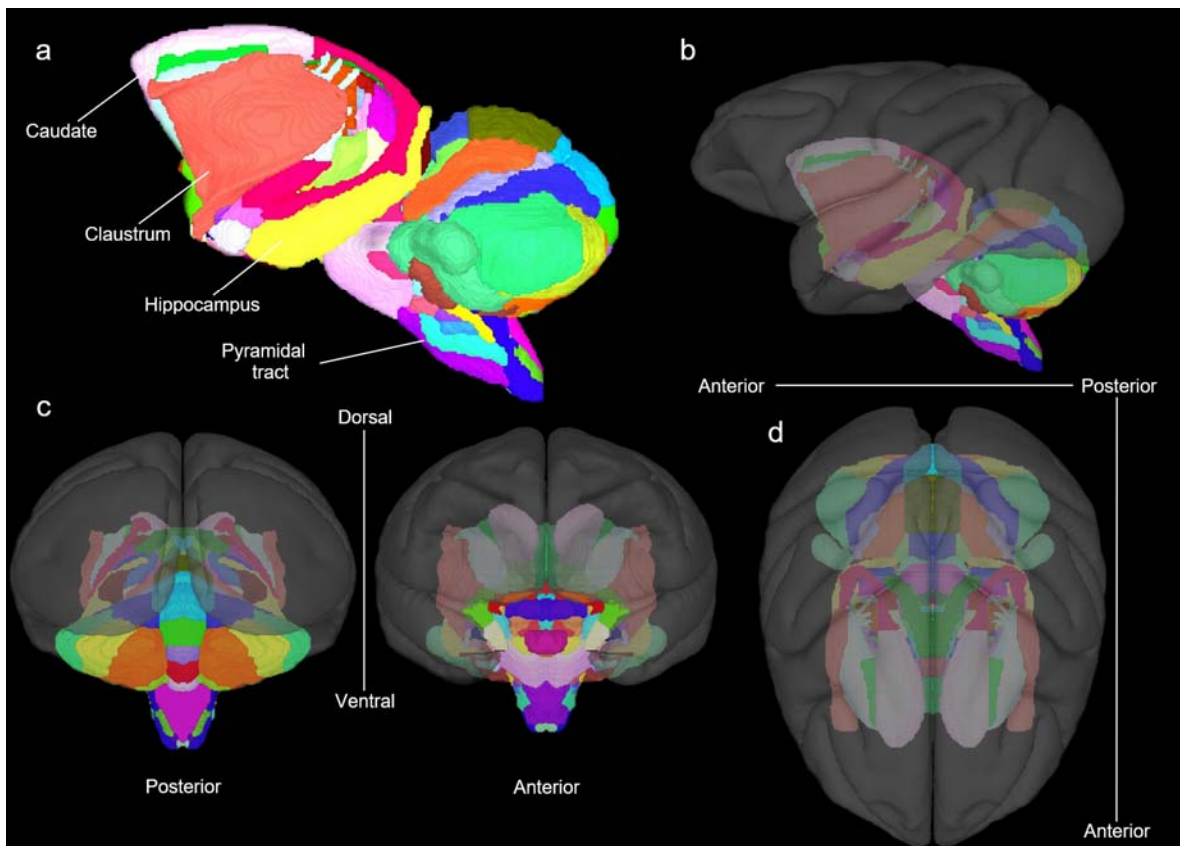 a
b
Caudate
Claustrum
Hippocampus
Pyramidal
tract
Anterior
Posterior
c
Dorsal
d
Ventral
Posterior
Anterior
Anterior